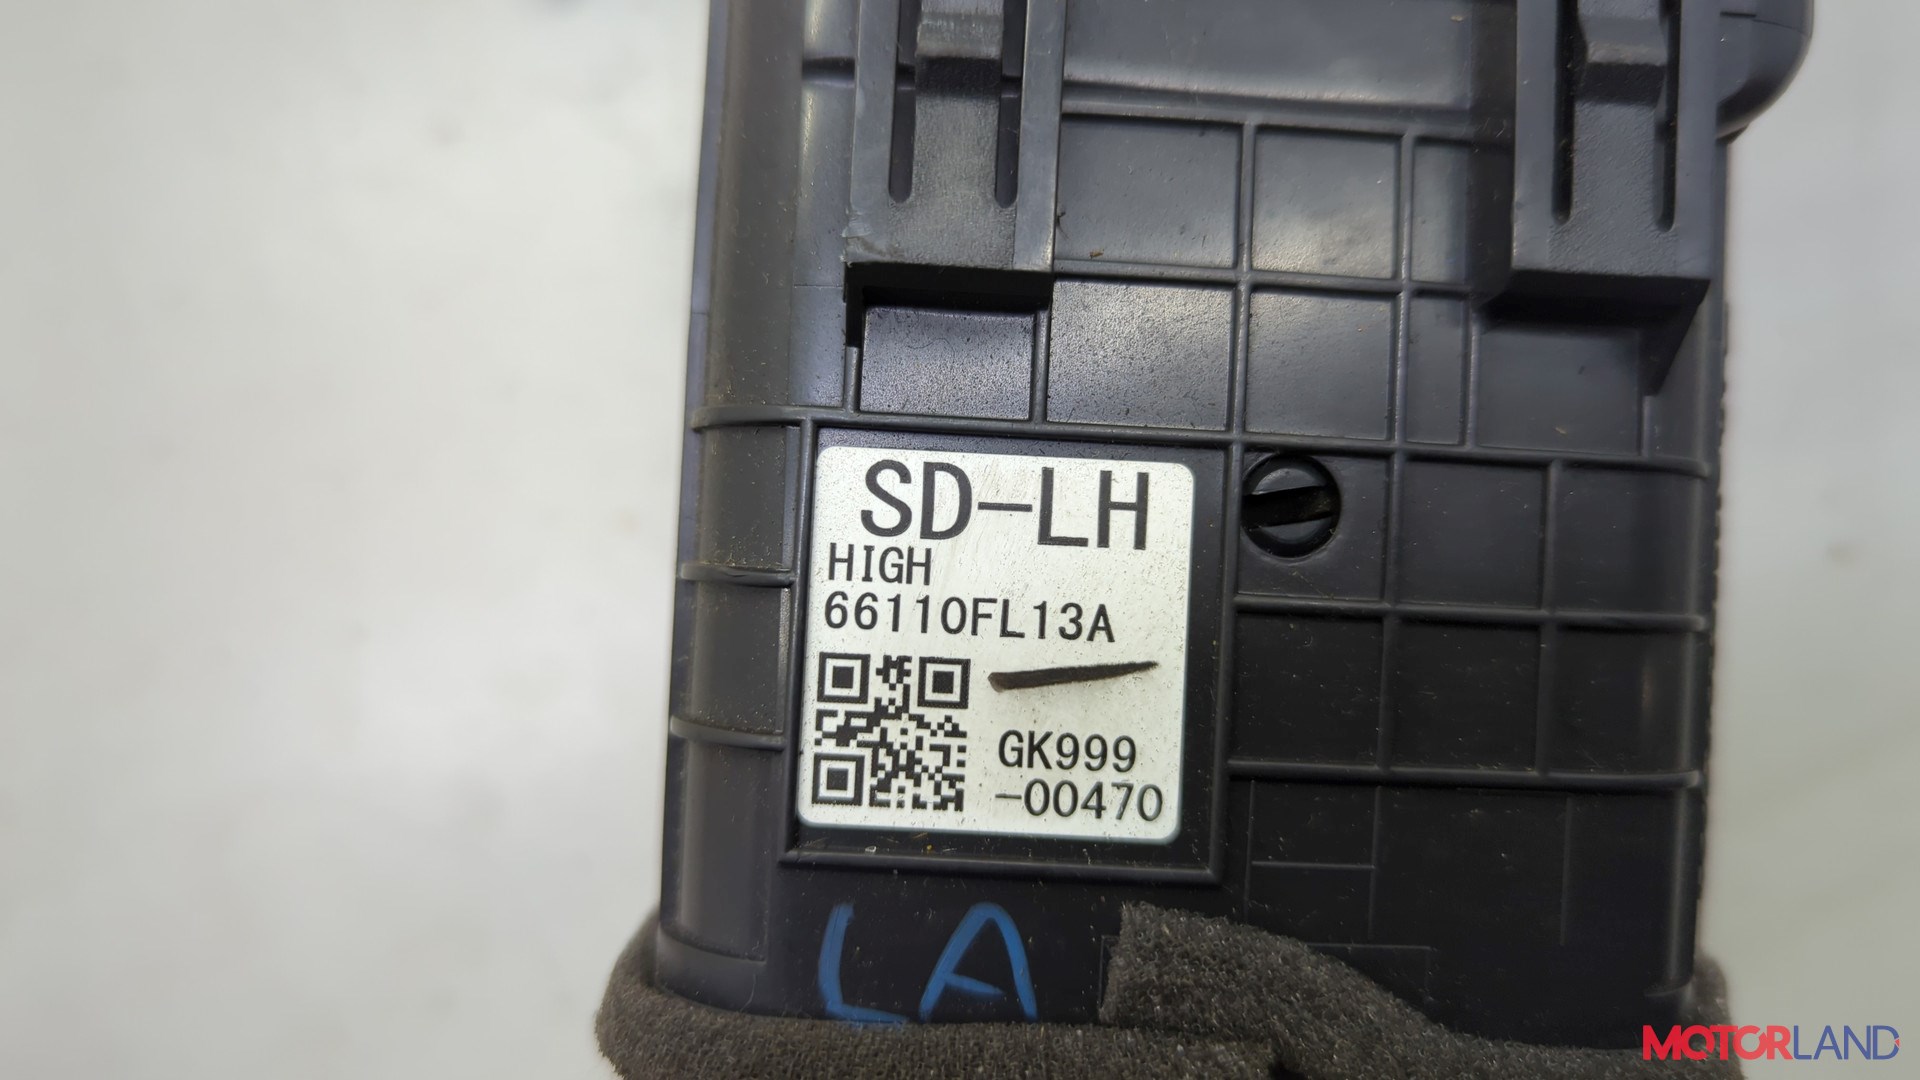 SD-LH
HIGH
66110FL13A
GK999
-00470
LA
MOTORLAND